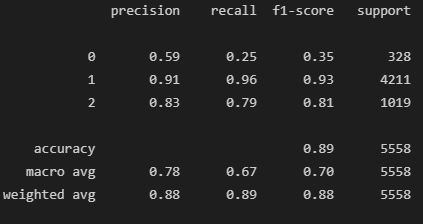 precision recall f1-score support
0 0.59 0.25 0.35 328
1 0.91 0.96 0.93 4211
2 0.83 0.79 0.81 1019
accuracy 0.89 5558
macro avg 0.78 0.67 0.70 5558
weighted avg 0.88 0.89 0.88 5558